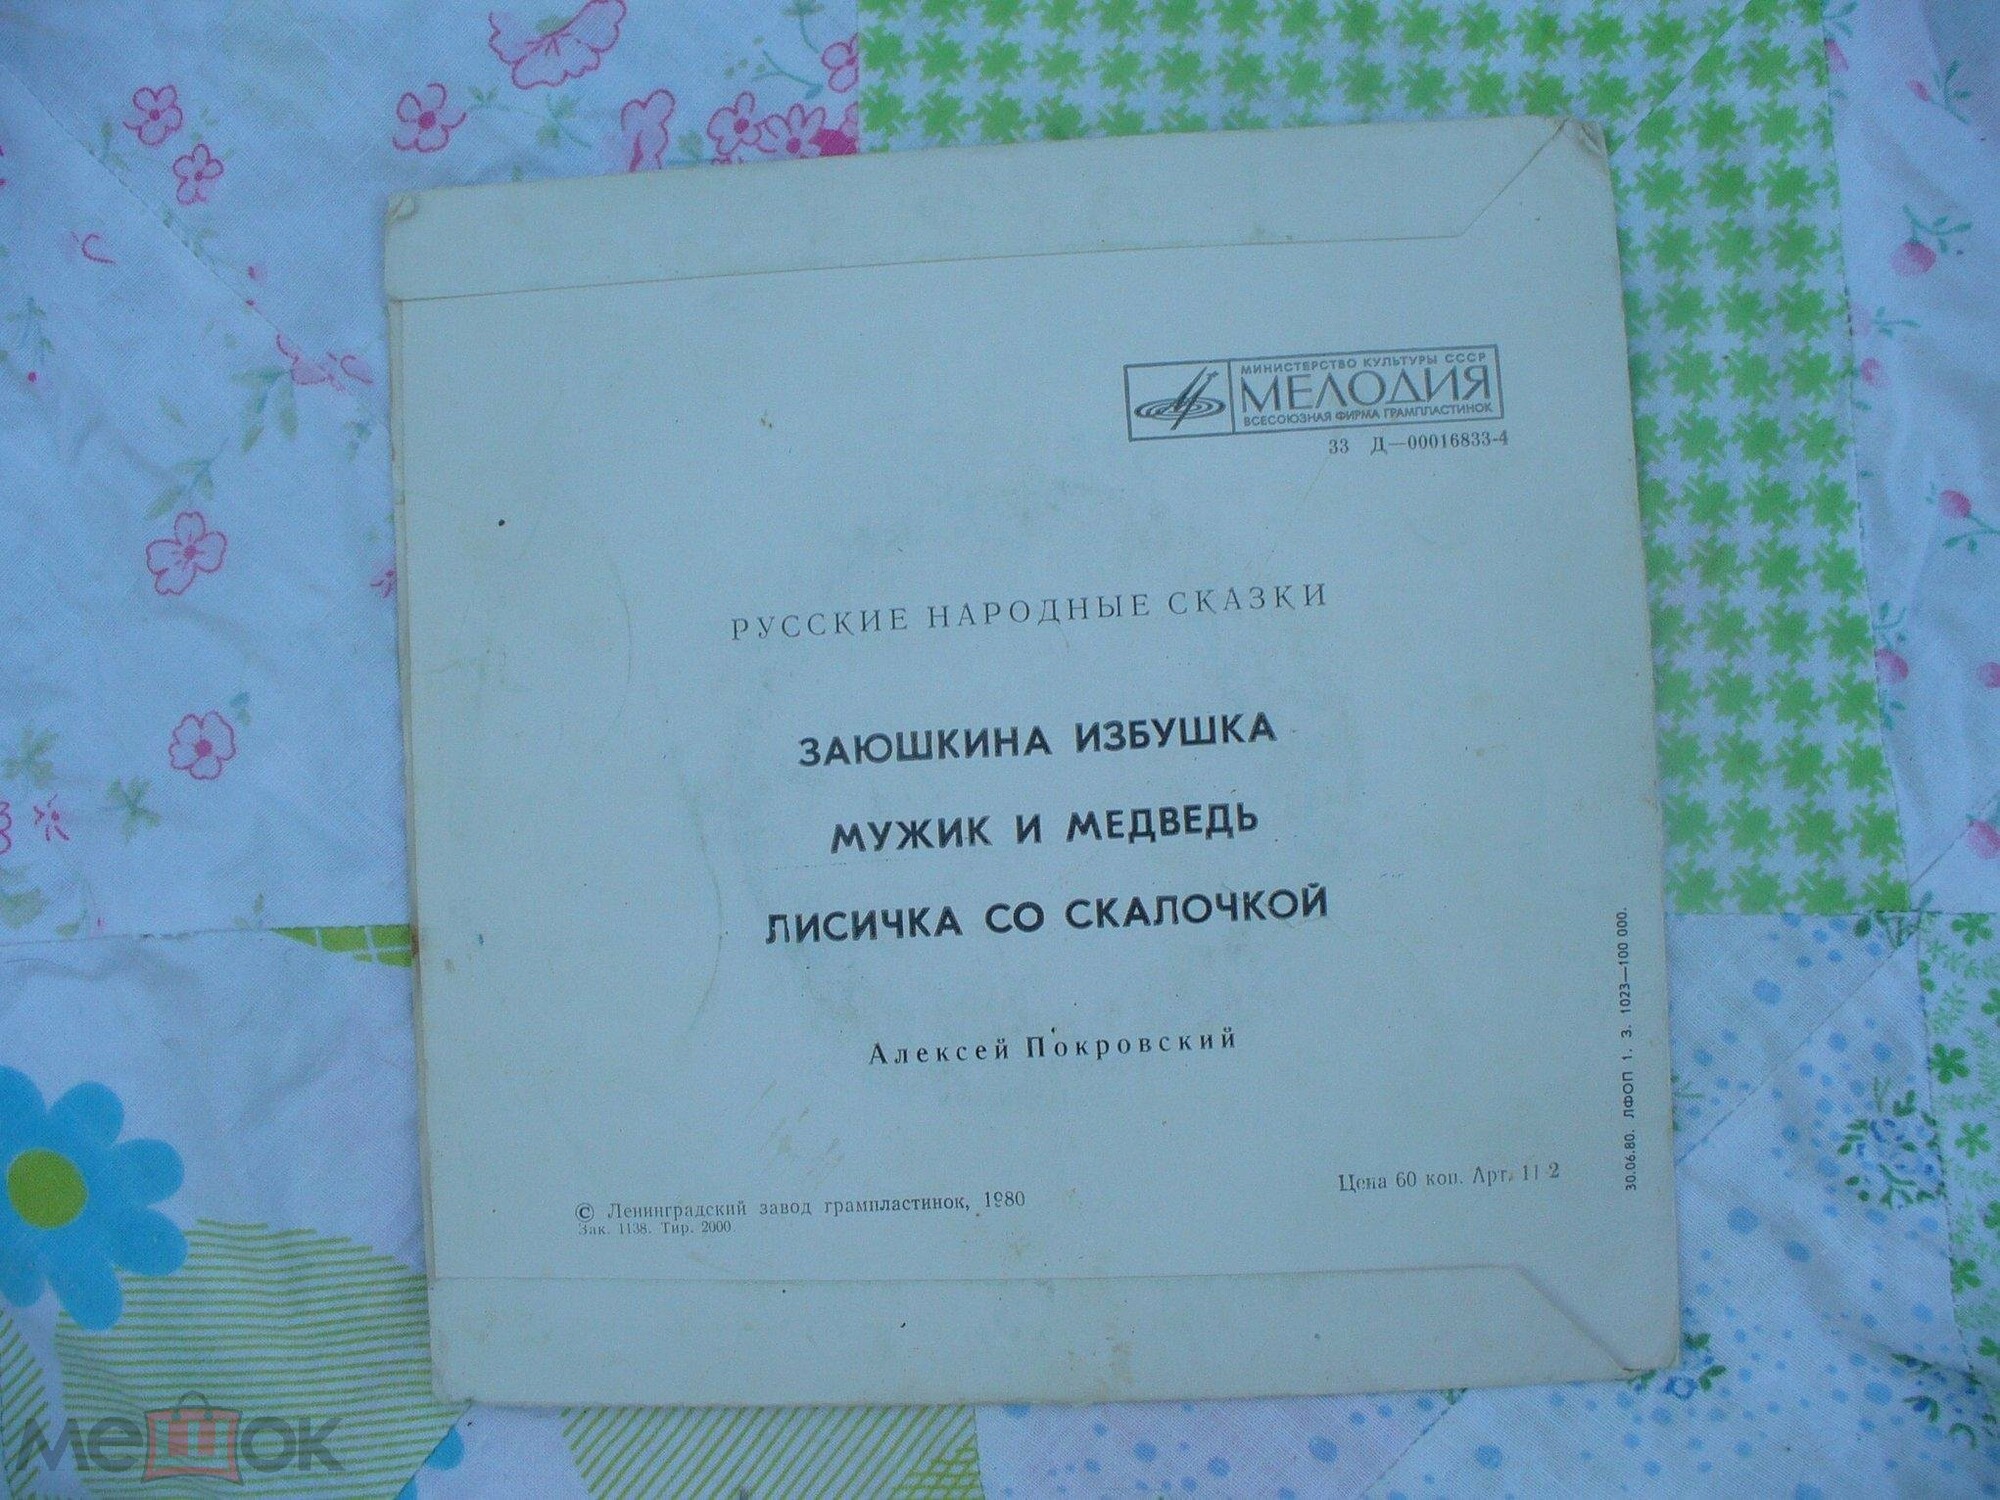 МИНИСТЕРСТВО КУЛЬТУРЫ СССР
МЕЛОДИЯ
ВСЕСОЮЗНАЯ ФИРМА ГРАМПЛАСТИНОК
33 Д—00016833-4
РУССКИЕ НАРОДНЫЕ СКАЗКИ
ЗАЮШКИНА ИЗБУШКА
МУЖИК И МЕДВЕДЬ
ЛИСИЧКА СО СКАЛОЧКОЙ
Алексей Покровский
© Ленинградский завод грампластинок, 1980
Зак. 1138. Тир. 2000
Цена 60 коп. Арт. 11-2
30.06.80. ЛФОП 1. З. 1023—100 000.
мешок